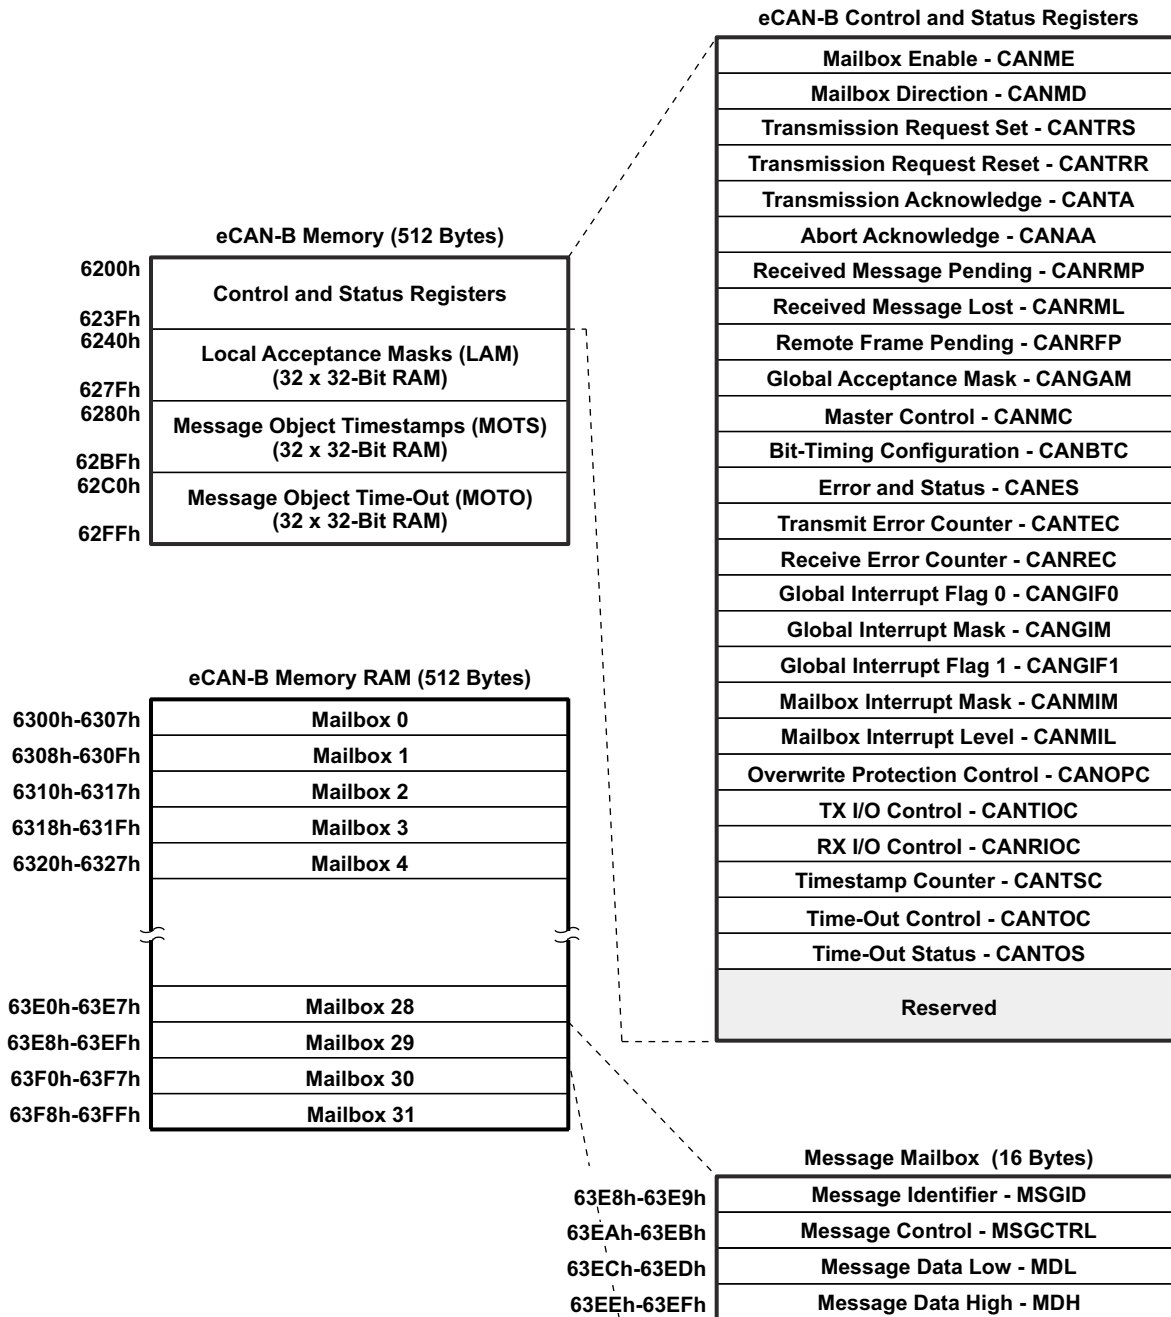 eCAN-B Control and Status Registers
Mailbox Enable - CANME
Mailbox Direction - CANMD
Transmission Request Set - CANTRS
Transmission Request Reset - CANTRR
Transmission Acknowledge - CANTA
Abort Acknowledge - CANAA
Received Message Pending - CANRMP
Received Message Lost - CANRML
Remote Frame Pending - CANRFP
Global Acceptance Mask - CANGAM
Master Control - CANMC
Bit-Timing Configuration - CANBTC
Error and Status - CANES
Transmit Error Counter - CANTEC
Receive Error Counter - CANREC
Global Interrupt Flag 0 - CANGIF0
Global Interrupt Mask - CANGIM
Global Interrupt Flag 1 - CANGIF1
Mailbox Interrupt Mask - CANMIM
Mailbox Interrupt Level - CANMIL
Overwrite Protection Control - CANOPC
TX I/O Control - CANTIOC
RX I/O Control - CANRIOC
Timestamp Counter - CANTSC
Time-Out Control - CANTOC
Time-Out Status - CANTOS
Reserved
eCAN-B Memory (512 Bytes)
6200h
Control and Status Registers
623Fh
6240h
Local Acceptance Masks (LAM)
(32 x 32-Bit RAM)
627Fh
6280h
Message Object Timestamps (MOTS)
(32 x 32-Bit RAM)
62BFh
62C0h
Message Object Time-Out (MOTO)
(32 x 32-Bit RAM)
62FFh
eCAN-B Memory RAM (512 Bytes)
6300h-6307h Mailbox 0
6308h-630Fh Mailbox 1
6310h-6317h Mailbox 2
6318h-631Fh Mailbox 3
6320h-6327h Mailbox 4
63E0h-63E7h Mailbox 28
63E8h-63EFh Mailbox 29
63F0h-63F7h Mailbox 30
63F8h-63FFh Mailbox 31
Message Mailbox (16 Bytes)
63E8h-63E9h Message Identifier - MSGID
63EAh-63EBh Message Control - MSGCTRL
63ECh-63EDh Message Data Low - MDL
63EEh-63EFh Message Data High - MDH